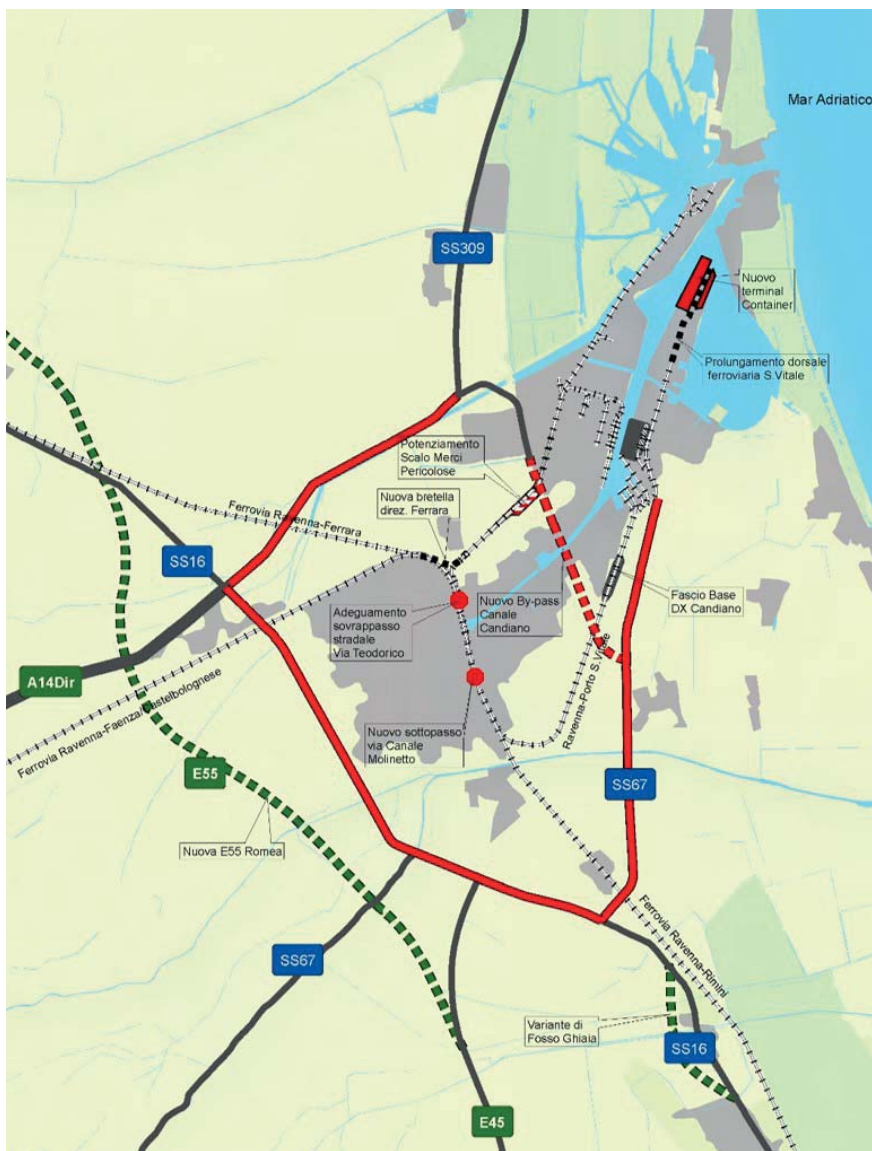 Mar Adriatico
SS309
Nuovo
terminal
Container
Prolungamento dorsale
ferroviaria S.Vitale
Potenziamento
Scalo Merci
Pericolose
Nuova bretella
direz. Ferrara
Ferrovia Ravenna-Ferrara
SS16
Adeguamento
sovrappasso
stradale
Via Teodorico
Nuovo By-pass
Canale
Candiano
Fascio Base
DX Candiano
A14Dir
Ferrovia Ravenna-Faenza/Castelbolognese
Ravenna-Porto S.Vitale
Nuovo sottopasso
via Canale
Molinetto
E55
SS67
Nuova E55 Romea
Ferrovia Ravenna-Rimini
SS67
Variante di
Fosso Ghiaia
SS16
E45